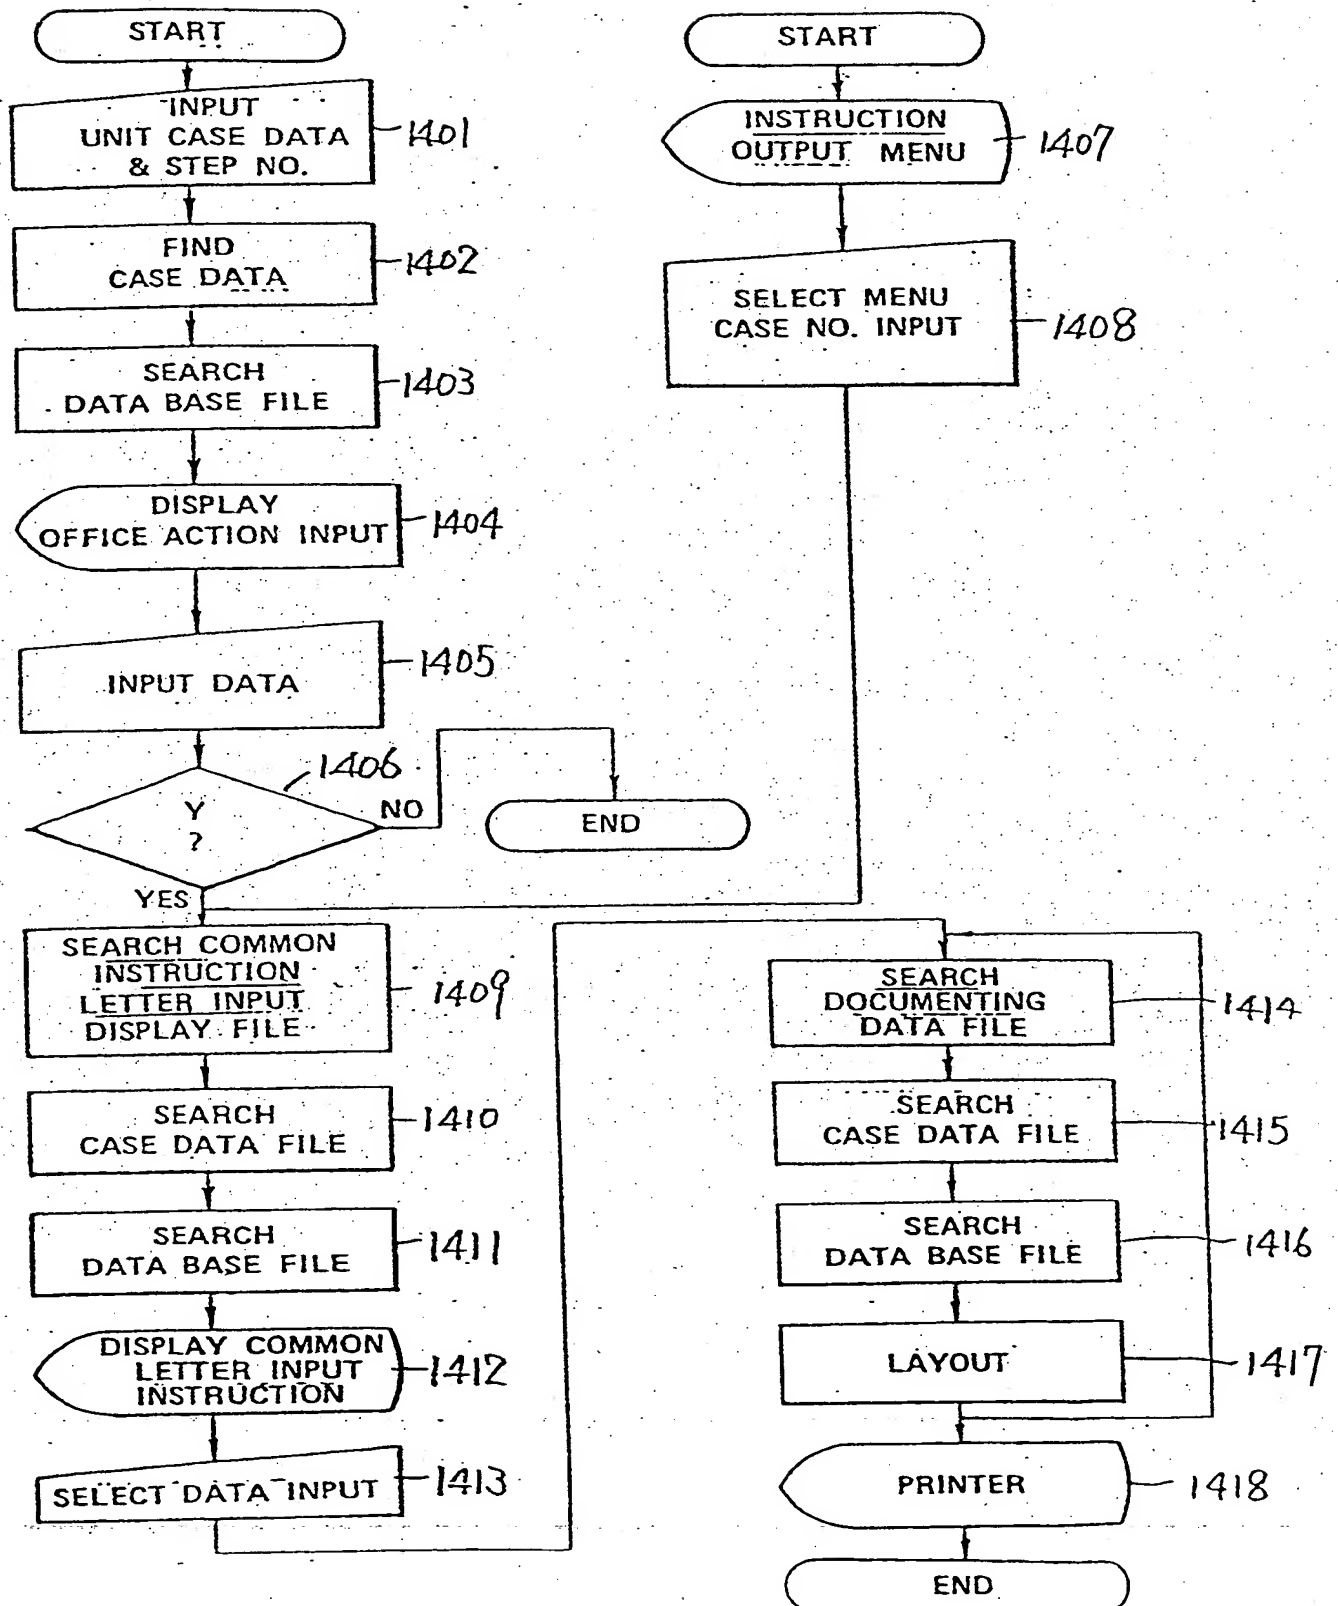 START
INPUT
UNIT CASE DATA
& STEP NO.
1401
FIND
CASE DATA
1402
SEARCH
DATA BASE FILE
1403
DISPLAY
OFFICE ACTION INPUT
1404
INPUT DATA
1405
1406
Y
?
NO
END
YES
START
INSTRUCTION
OUTPUT MENU
1407
SELECT MENU
CASE NO. INPUT
1408
SEARCH COMMON
INSTRUCTION
LETTER INPUT
DISPLAY FILE
1409
SEARCH
CASE DATA FILE
1410
SEARCH
DATA BASE FILE
1411
DISPLAY COMMON
LETTER INPUT
INSTRUCTION
1412
SELECT DATA INPUT
1413
SEARCH
DOCUMENTING
DATA FILE
1414
SEARCH
CASE DATA FILE
1415
SEARCH
DATA BASE FILE
1416
LAYOUT
1417
PRINTER
1418
END